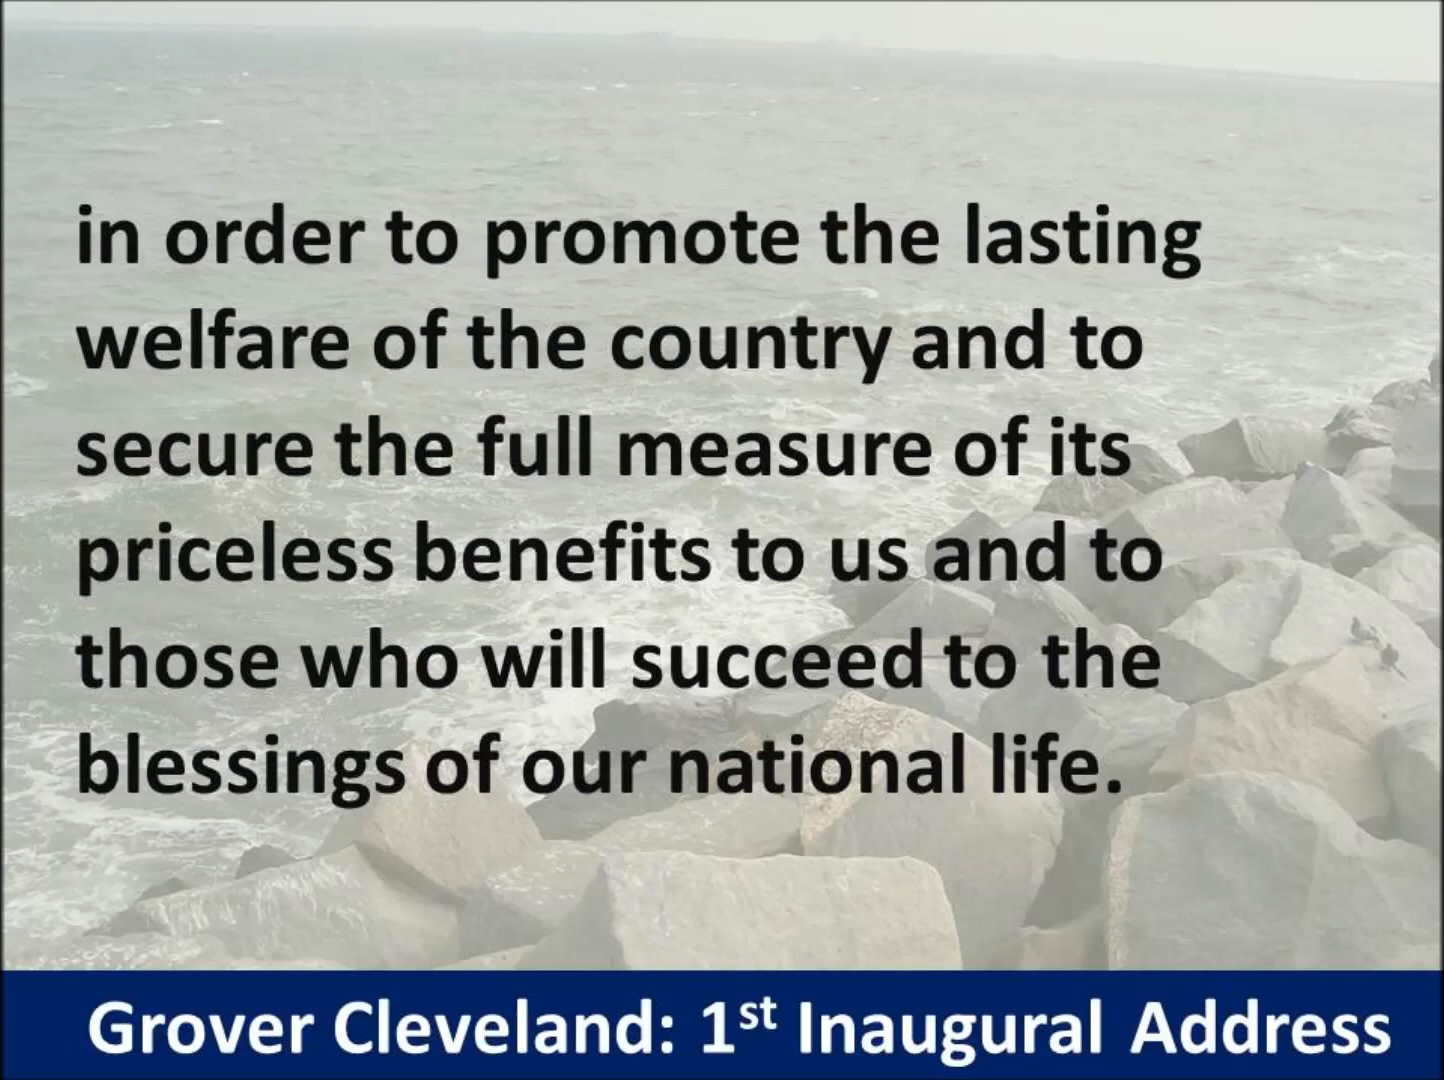 in order to promote the lasting
welfare of the country and to
secure the full measure of its
priceless benefits to us and to
those who will succeed to the
blessings of our national life.
Grover Cleveland: 1st Inaugural Address